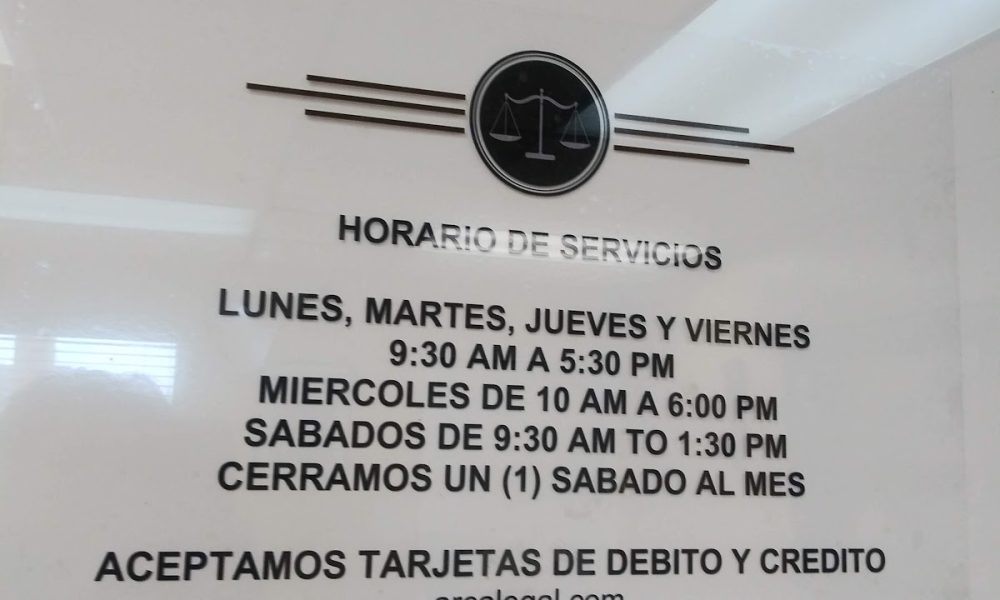 HORARIO DE SERVICIOS
LUNES, MARTES, JUEVES Y VIERNES
9:30 AM A 5:30 PM
MIERCOLES DE 10 AM A 6:00 PM
SABADOS DE 9:30 AM TO 1:30 PM
CERRAMOS UN (1) SABADO AL MES
ACEPTAMOS TARJETAS DE DEBITO Y CREDITO